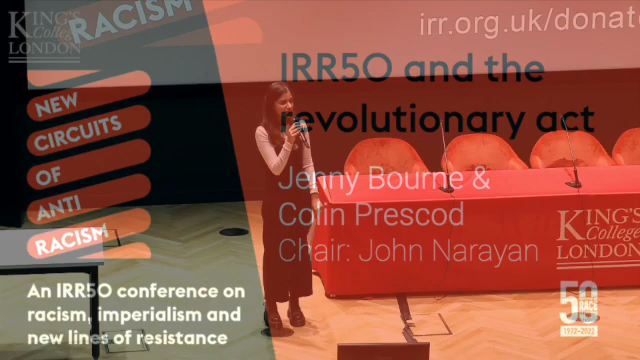 KING'S
College
LONDON
RACISM
irr.org.uk/donate
NEW
CIRCUITS
OF
ANTI
RACISM
IRR50 and the
revolutionary act
Jenny Bourne &
Colin Prescod
Chair: John Narayan
KING'S
College
LONDON
An IRR50 conference on
racism, imperialism and
new lines of resistance
50
RACE
1972-2022